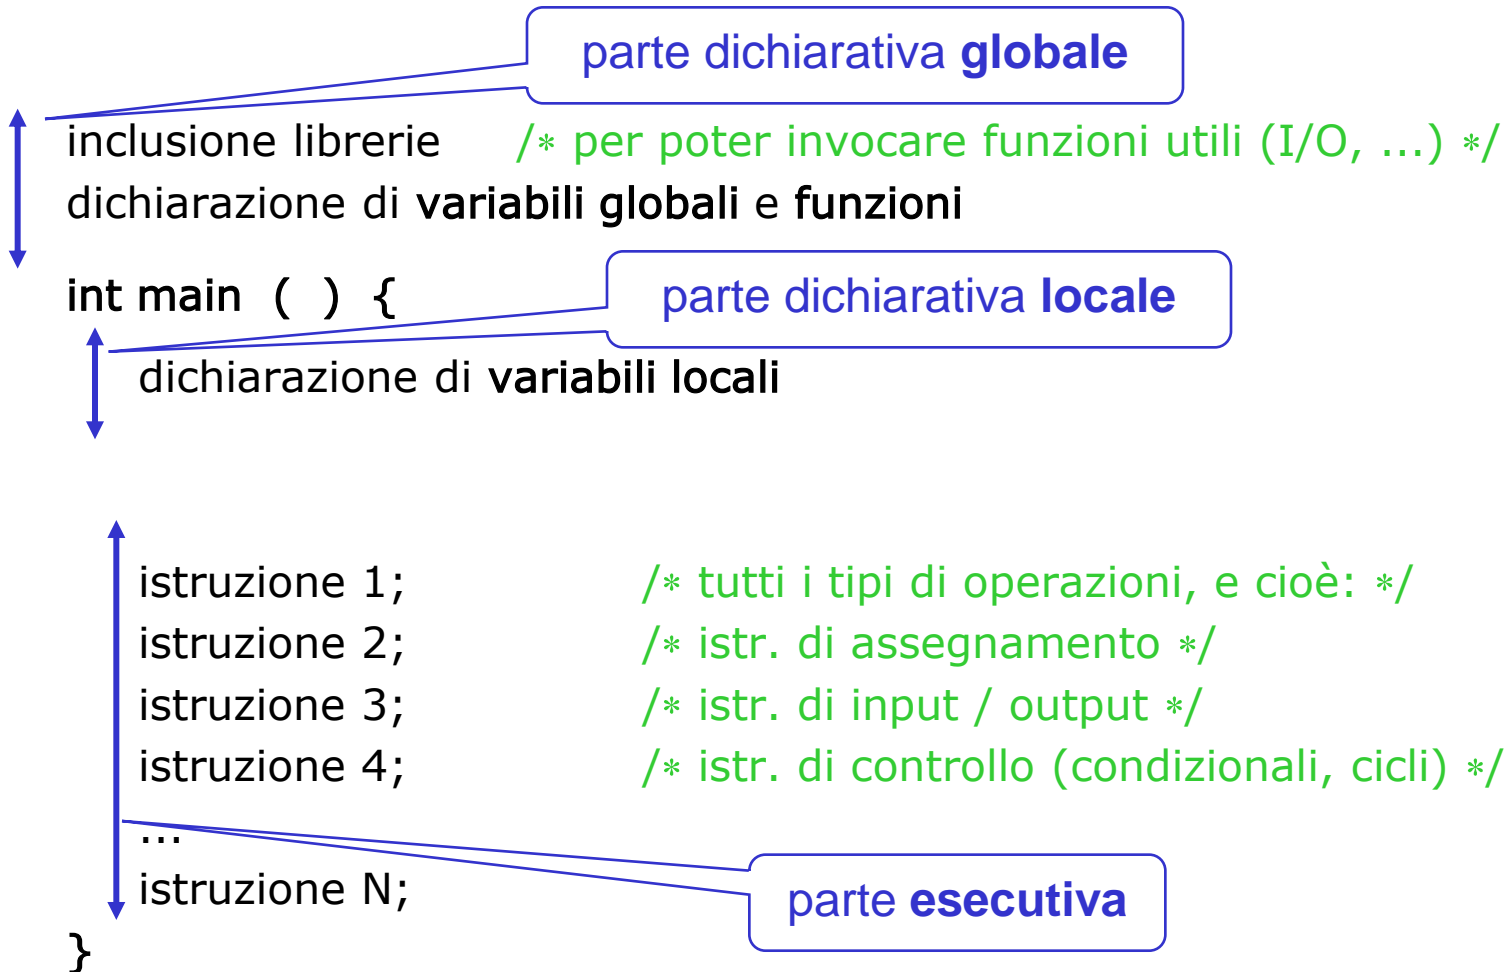 parte dichiarativa globale
inclusione librerie /* per poter invocare funzioni utili (I/O, ...) */
dichiarazione di variabili globali e funzioni
int main ( ) {
parte dichiarativa locale
dichiarazione di variabili locali
istruzione 1; /* tutti i tipi di operazioni, e cioè: */
istruzione 2; /* istr. di assegnamento */
istruzione 3; /* istr. di input / output */
istruzione 4; /* istr. di controllo (condizionali, cicli) */
...
istruzione N;
parte esecutiva
}